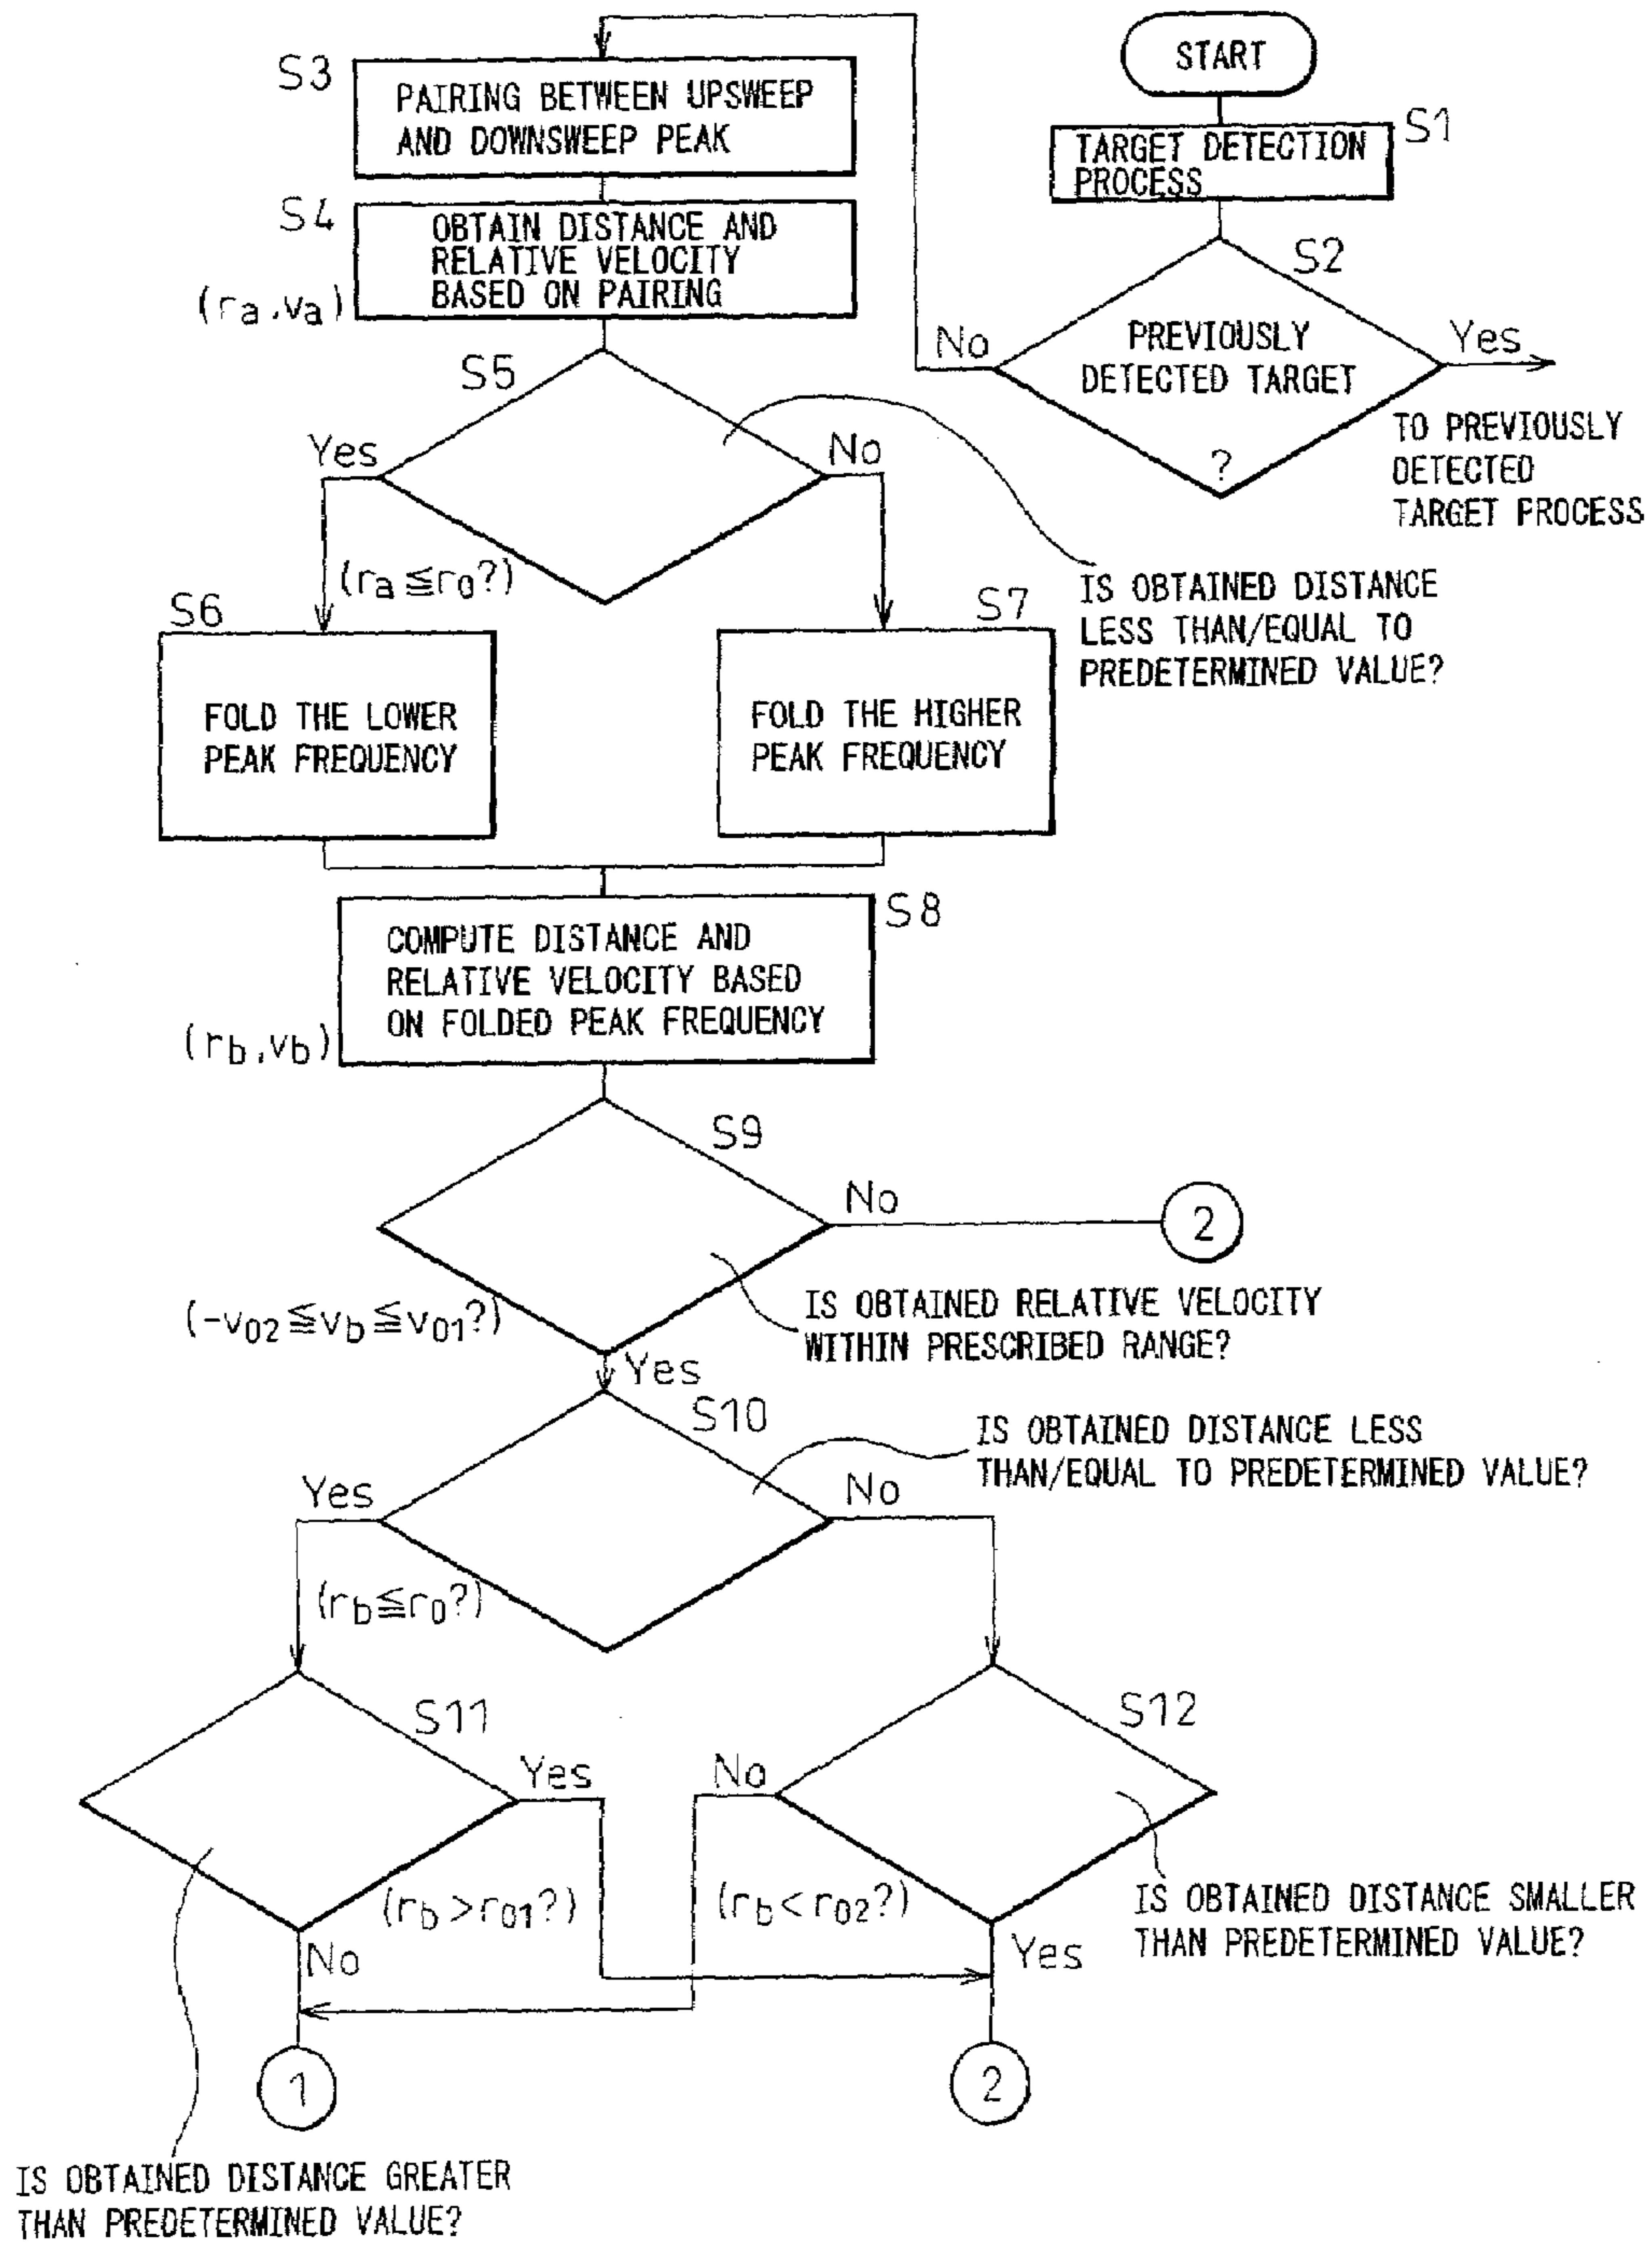 START
S1
TARGET DETECTION
PROCESS
S2
PREVIOUSLY
DETECTED TARGET
?
No
Yes
TO PREVIOUSLY
DETECTED
TARGET PROCESS
S3
PAIRING BETWEEN UPSWEEP
AND DOWNSWEEP PEAK
S4
OBTAIN DISTANCE AND
RELATIVE VELOCITY
BASED ON PAIRING
(ra,va)
S5
Yes
No
(ra≦r0?)
IS OBTAINED DISTANCE
LESS THAN/EQUAL TO
PREDETERMINED VALUE?
S6
FOLD THE LOWER
PEAK FREQUENCY
S7
FOLD THE HIGHER
PEAK FREQUENCY
S8
COMPUTE DISTANCE AND
RELATIVE VELOCITY BASED
ON FOLDED PEAK FREQUENCY
(rb,vb)
S9
No
2
(-v02≦vb≦v01?)
IS OBTAINED RELATIVE VELOCITY
WITHIN PRESCRIBED RANGE?
Yes
S10
IS OBTAINED DISTANCE LESS
THAN/EQUAL TO PREDETERMINED VALUE?
Yes
No
(rb≦r0?)
S11
Yes
(rb>r01?)
No
S12
No
(rb<r02?)
Yes
IS OBTAINED DISTANCE SMALLER
THAN PREDETERMINED VALUE?
1
2
IS OBTAINED DISTANCE GREATER
THAN PREDETERMINED VALUE?